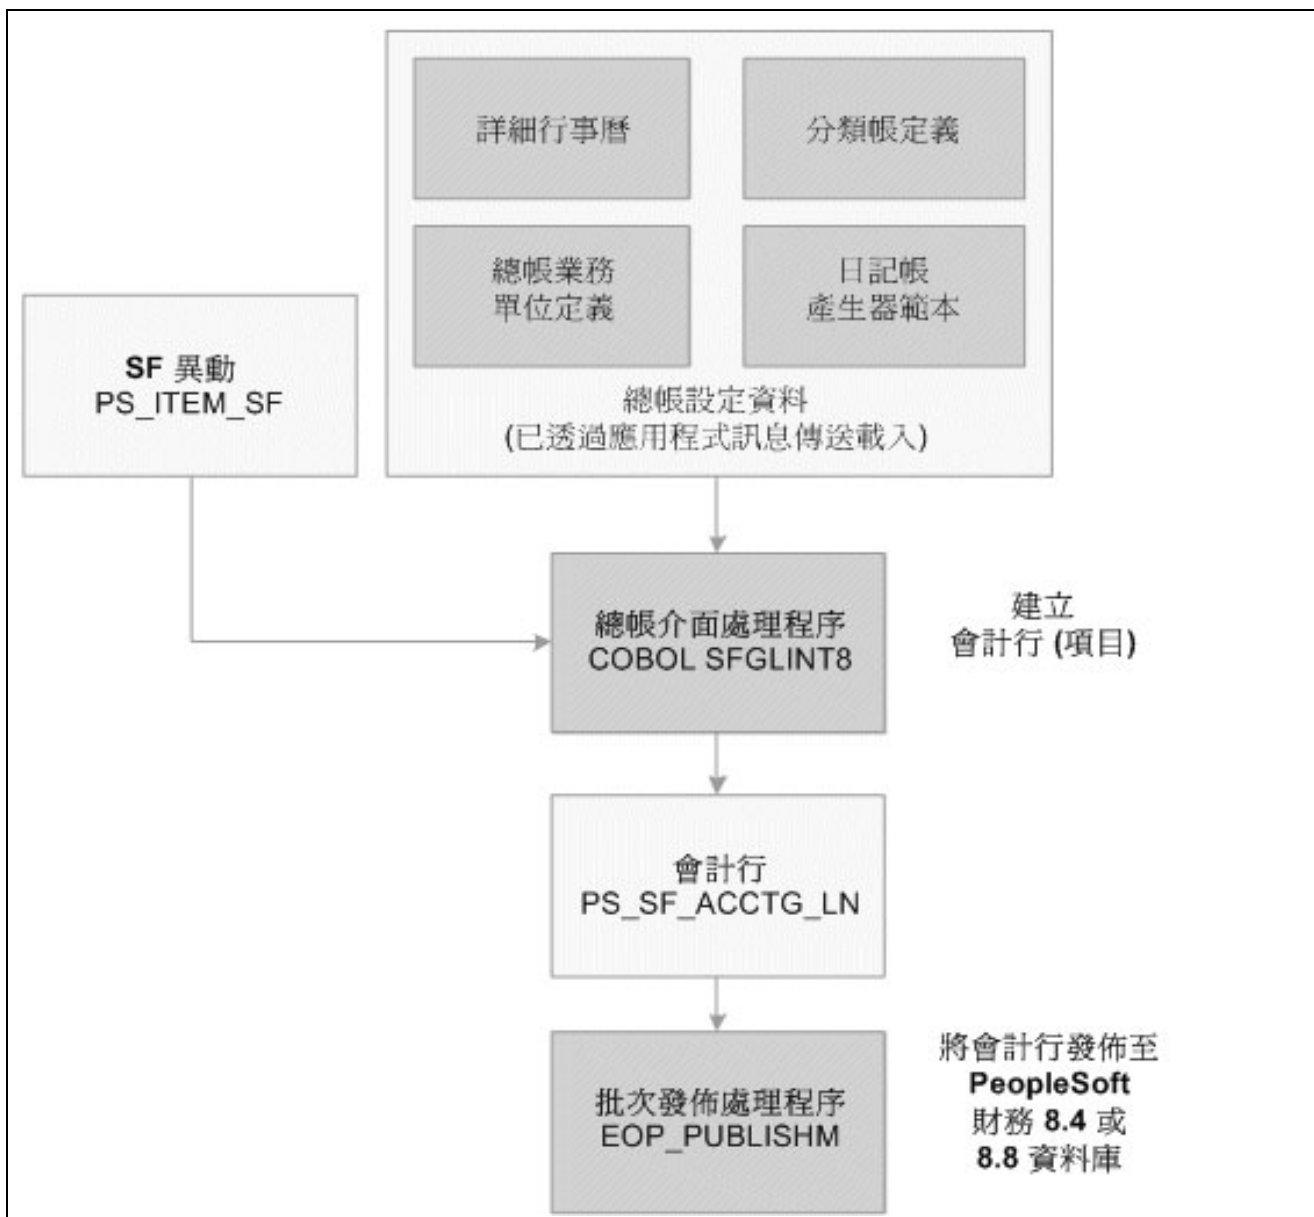 詳細行事曆
分類帳定義
總帳業務
單位定義
日記帳
產生器範本
總帳設定資料
(已透過應用程式訊息傳送載入)
SF 異動
PS_ITEM_SF
總帳介面處理程序
COBOL SFGLINT8
建立
會計行 (項目)
會計行
PS_SF_ACCTG_LN
批次發佈處理程序
EOP_PUBLISHM
將會計行發佈至
PeopleSoft
財務 8.4 或
8.8 資料庫